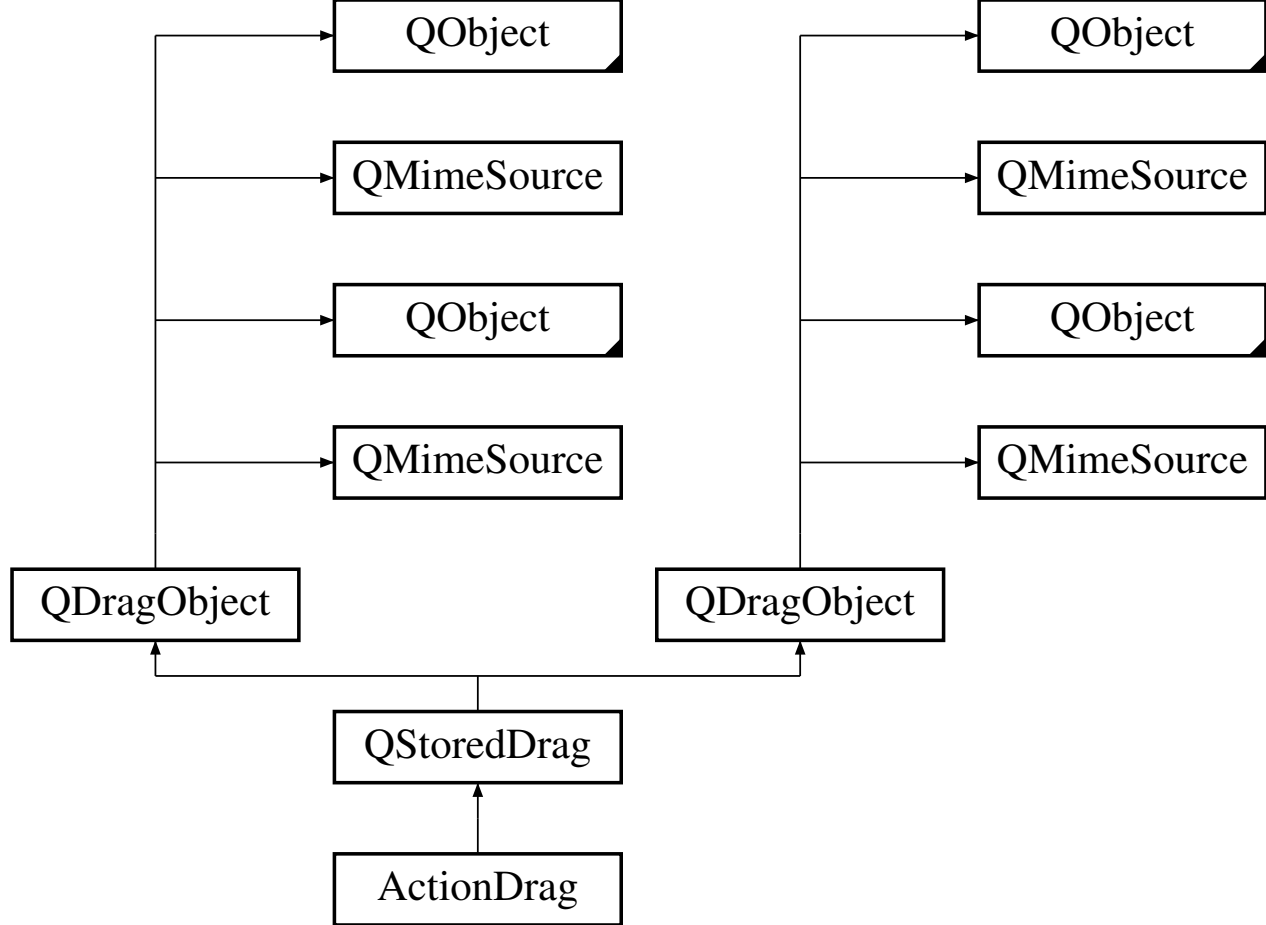 QObject
QObject
QMimeSource
QMimeSource
QObject
QObject
QMimeSource
QMimeSource
QDragObject
QDragObject
QStoredDrag
ActionDrag